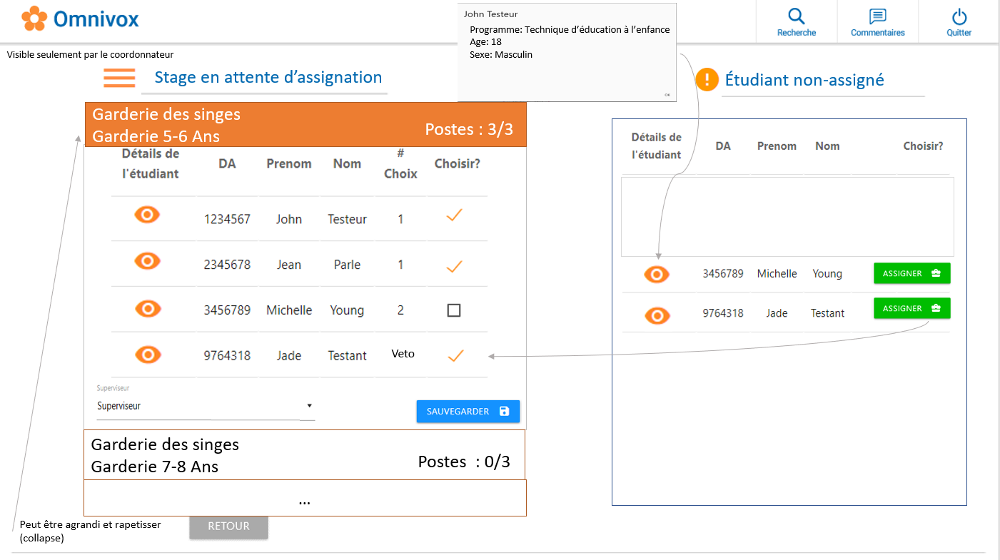 Omnivox
John Testeur
Programme: Technique d’éducation à l’enfance
Age: 18
Sexe: Masculin
OK
Recherche
Commentaires
Quitter
Visible seulement par le coordonnateur
Stage en attente d’assignation
! Étudiant non-assigné
Garderie des singes
Garderie 5-6 Ans
Postes : 3/3
Détails de l'étudiant DA Prenom Nom # Choix Choisir?
1234567 John Testeur 1
2345678 Jean Parle 1
3456789 Michelle Young 2
9764318 Jade Testant Veto
Superviseur
Superviseur
SAUVEGARDER
Garderie des singes
Garderie 7-8 Ans
Postes : 0/3
...
Détails de l'étudiant DA Prenom Nom Choisir?
3456789 Michelle Young ASSIGNER
9764318 Jade Testant ASSIGNER
Peut être agrandi et rapetisser
(collapse)
RETOUR